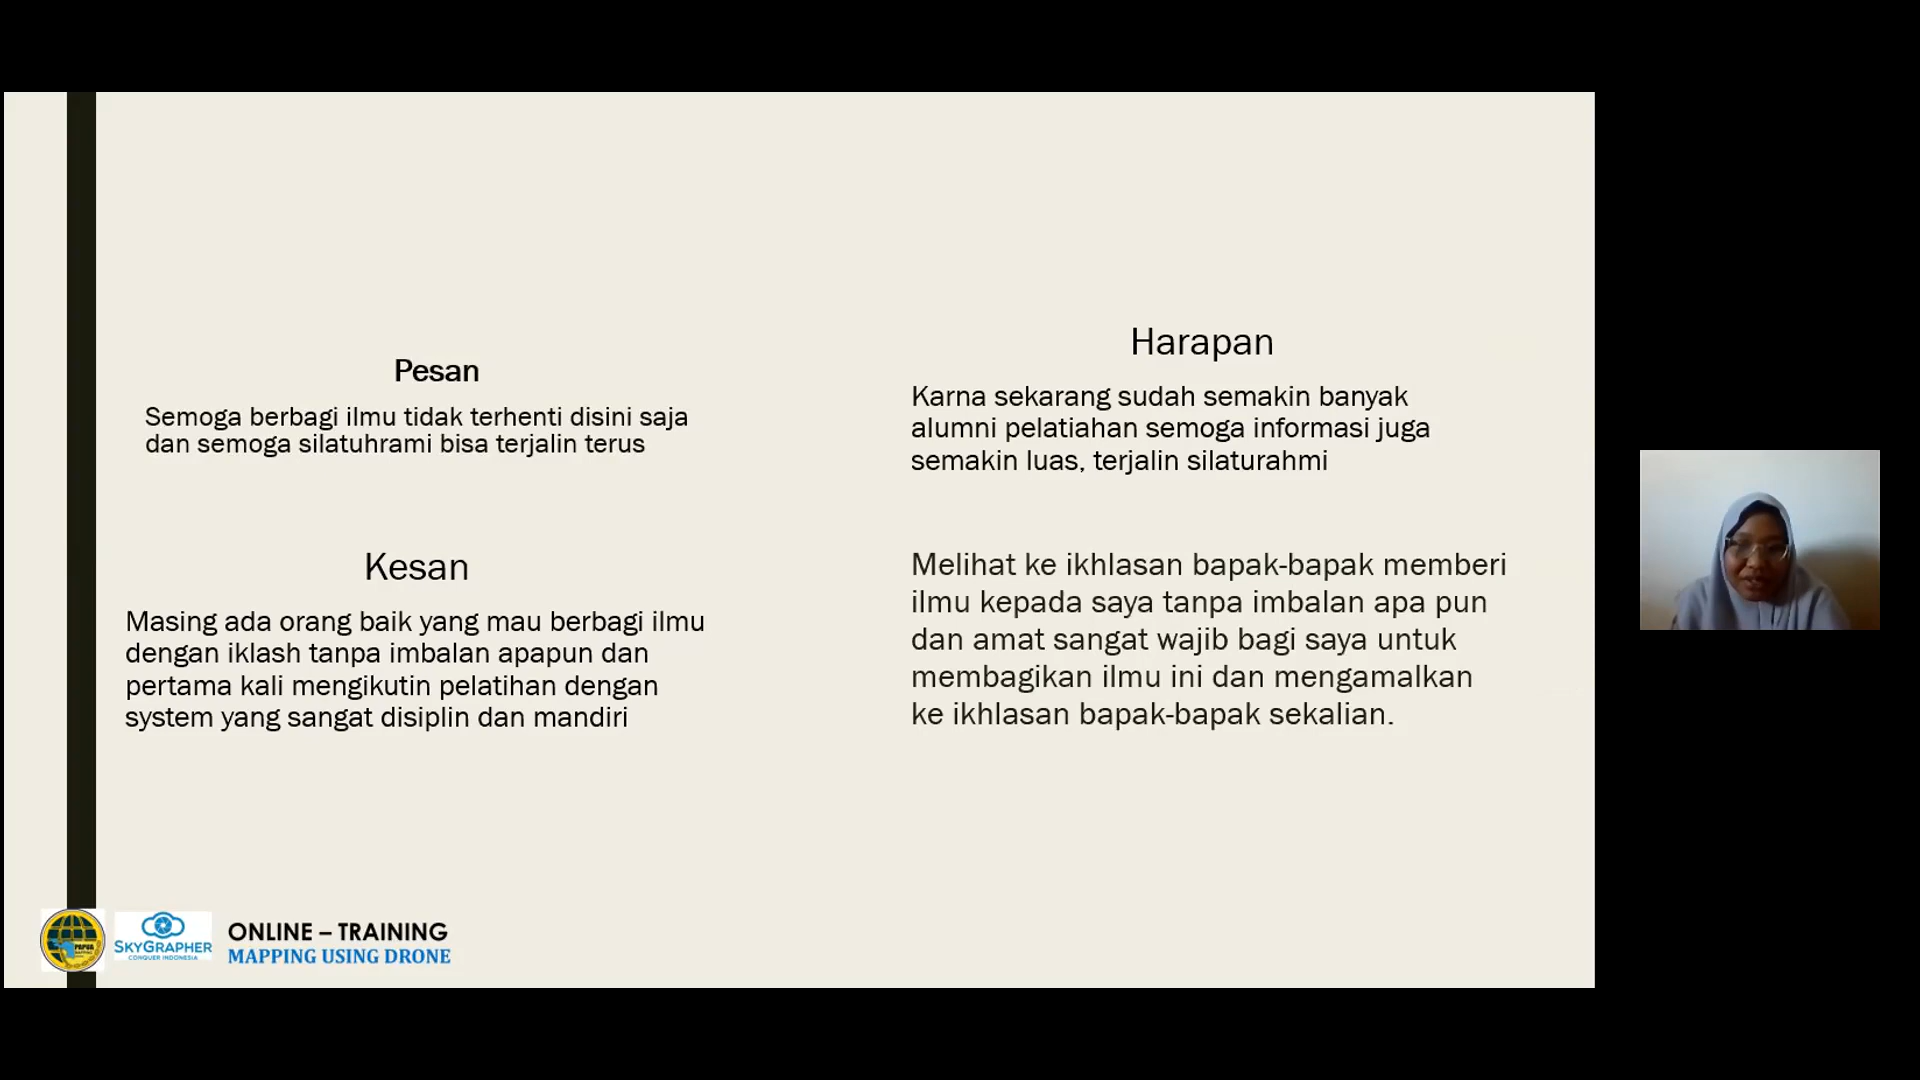 Pesan
Semoga berbagi ilmu tidak terhenti disini saja
dan semoga silatuhrami bisa terjalin terus
Kesan
Masing ada orang baik yang mau berbagi ilmu
dengan iklash tanpa imbalan apapun dan
pertama kali mengikutin pelatihan dengan
system yang sangat disiplin dan mandiri
Harapan
Karna sekarang sudah semakin banyak
alumni pelatiahan semoga informasi juga
semakin luas, terjalin silaturahmi
Melihat ke ikhlasan bapak-bapak memberi
ilmu kepada saya tanpa imbalan apa pun
dan amat sangat wajib bagi saya untuk
membagikan ilmu ini dan mengamalkan
ke ikhlasan bapak-bapak sekalian.
PAPUA
SKYGRAPHER
CONQUER INDONESIA
ONLINE – TRAINING
MAPPING USING DRONE